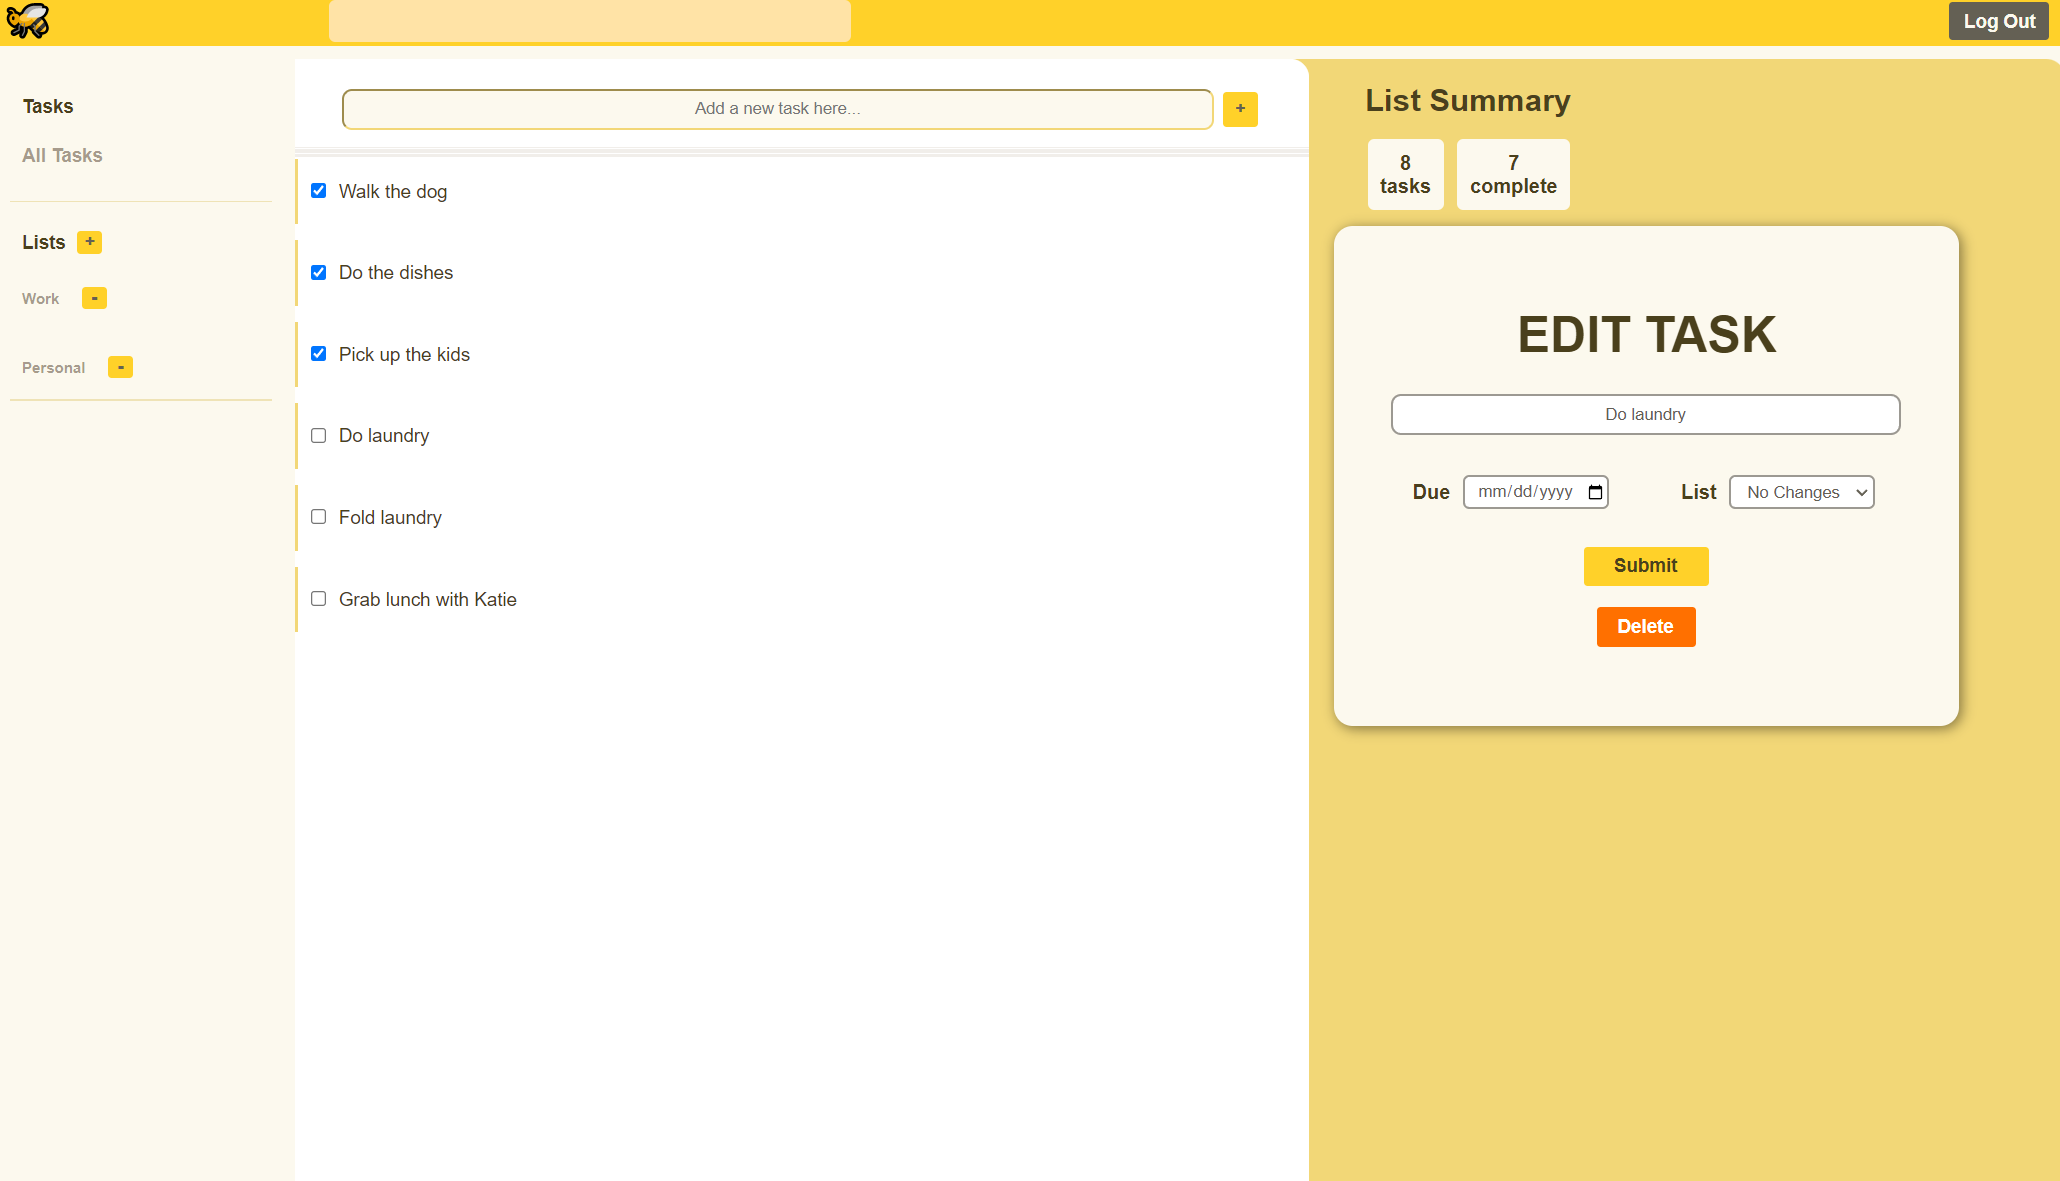 Log Out
Tasks
All Tasks
Lists +
Work -
Personal -
Add a new task here... +
Walk the dog
Do the dishes
Pick up the kids
Do laundry
Fold laundry
Grab lunch with Katie
List Summary
8 tasks
7 complete
EDIT TASK
Do laundry
Due mm/dd/yyyy List No Changes
Submit
Delete